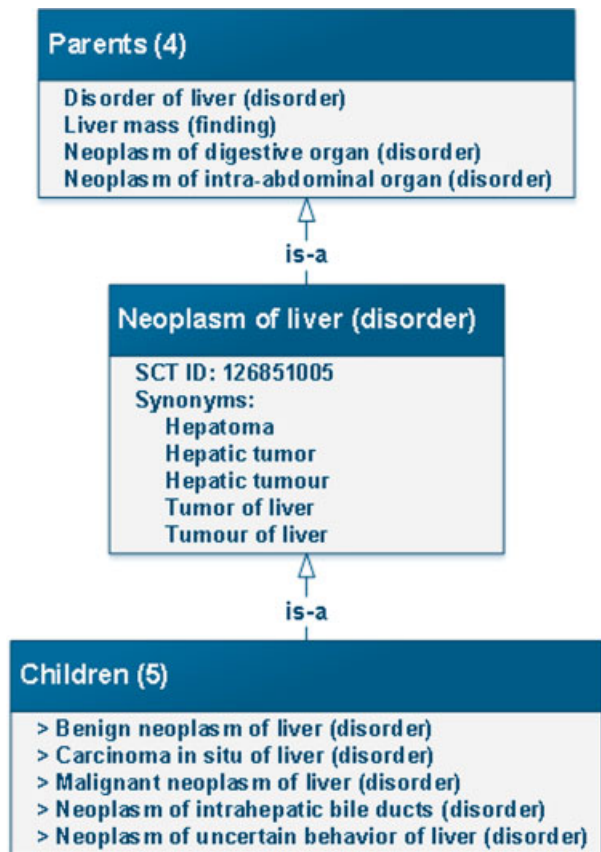 Parents (4)
Disorder of liver (disorder)
Liver mass (finding)
Neoplasm of digestive organ (disorder)
Neoplasm of intra-abdominal organ (disorder)
is-a
Neoplasm of liver (disorder)
SCT ID: 126851005
Synonyms:
Hepatoma
Hepatic tumor
Hepatic tumour
Tumor of liver
Tumour of liver
is-a
Children (5)
> Benign neoplasm of liver (disorder)
> Carcinoma in situ of liver (disorder)
> Malignant neoplasm of liver (disorder)
> Neoplasm of intrahepatic bile ducts (disorder)
> Neoplasm of uncertain behavior of liver (disorder)